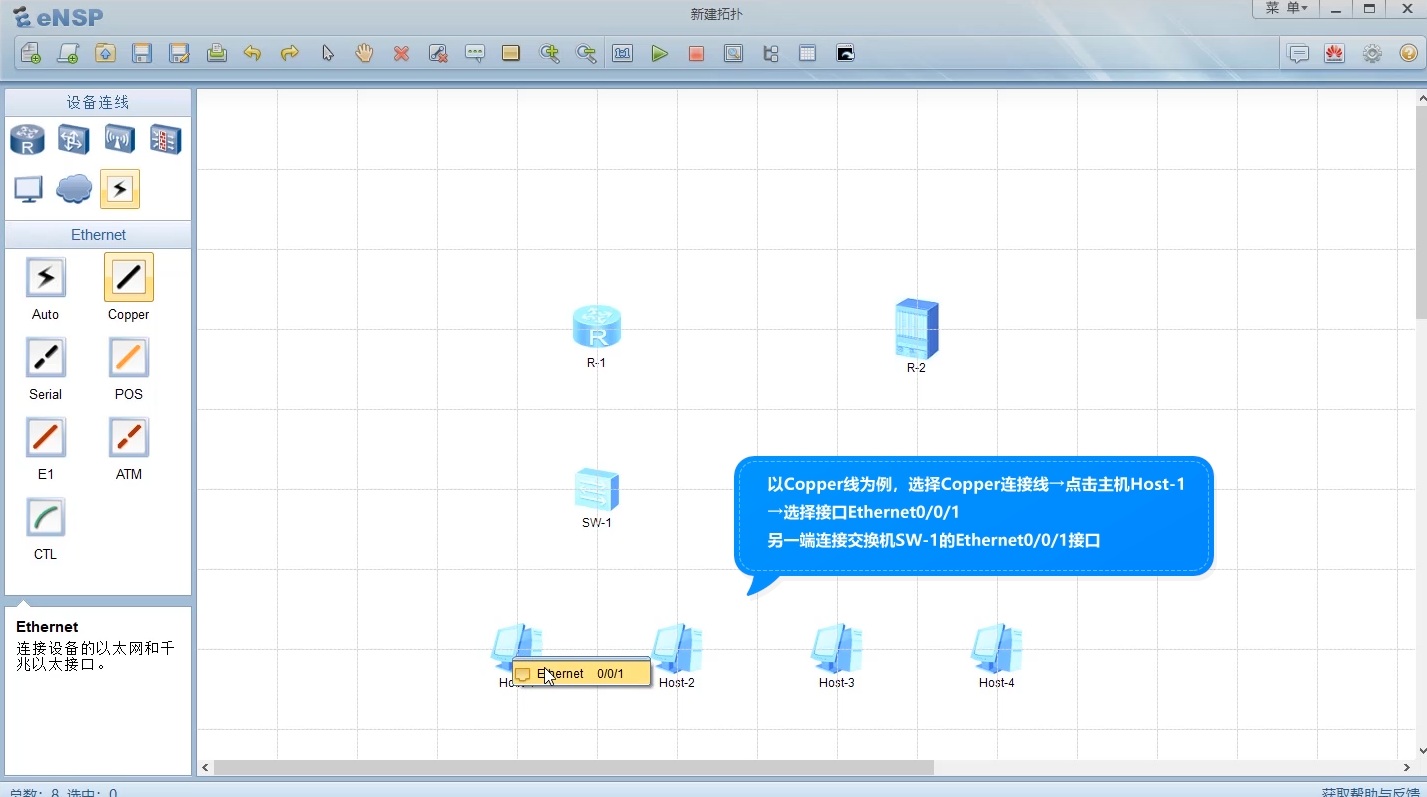 eNSP
新建拓扑
菜 单
设备连线
R
Ethernet
Auto
Copper
Serial
POS
E1
ATM
CTL
Ethernet
连接设备的以太网和千
兆以太接口。
R
R-1
R-2
SW-1
以Copper线为例，选择Copper连接线→点击主机Host-1
→选择接口Ethernet0/0/1
另一端连接交换机SW-1的Ethernet0/0/1接口
0/0/1
Host-2
Host-3
Host-4
总数：8 选中：0
获取帮助与反馈